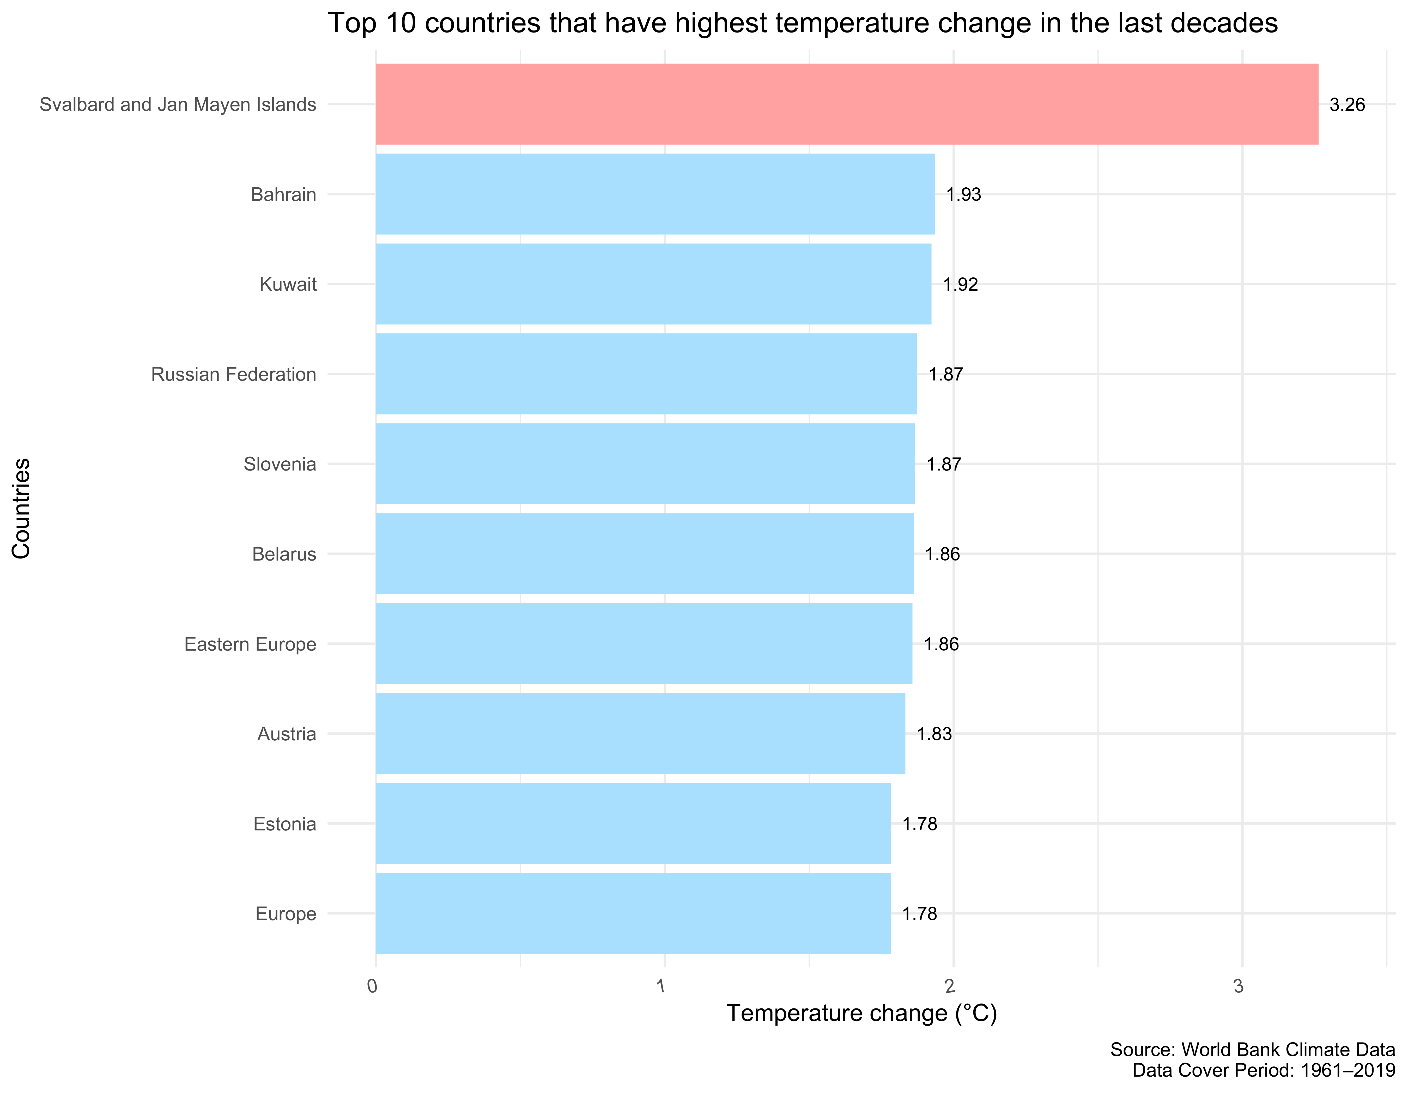 Top 10 countries that have highest temperature change in the last decades
Svalbard and Jan Mayen Islands
3.26
Bahrain
1.93
Kuwait
1.92
Russian Federation
1.87
Slovenia
1.87
Belarus
1.86
Eastern Europe
1.86
Austria
1.83
Estonia
1.78
Europe
1.78
Countries
0 1 2 3
Temperature change (°C)
Source: World Bank Climate Data
Data Cover Period: 1961–2019